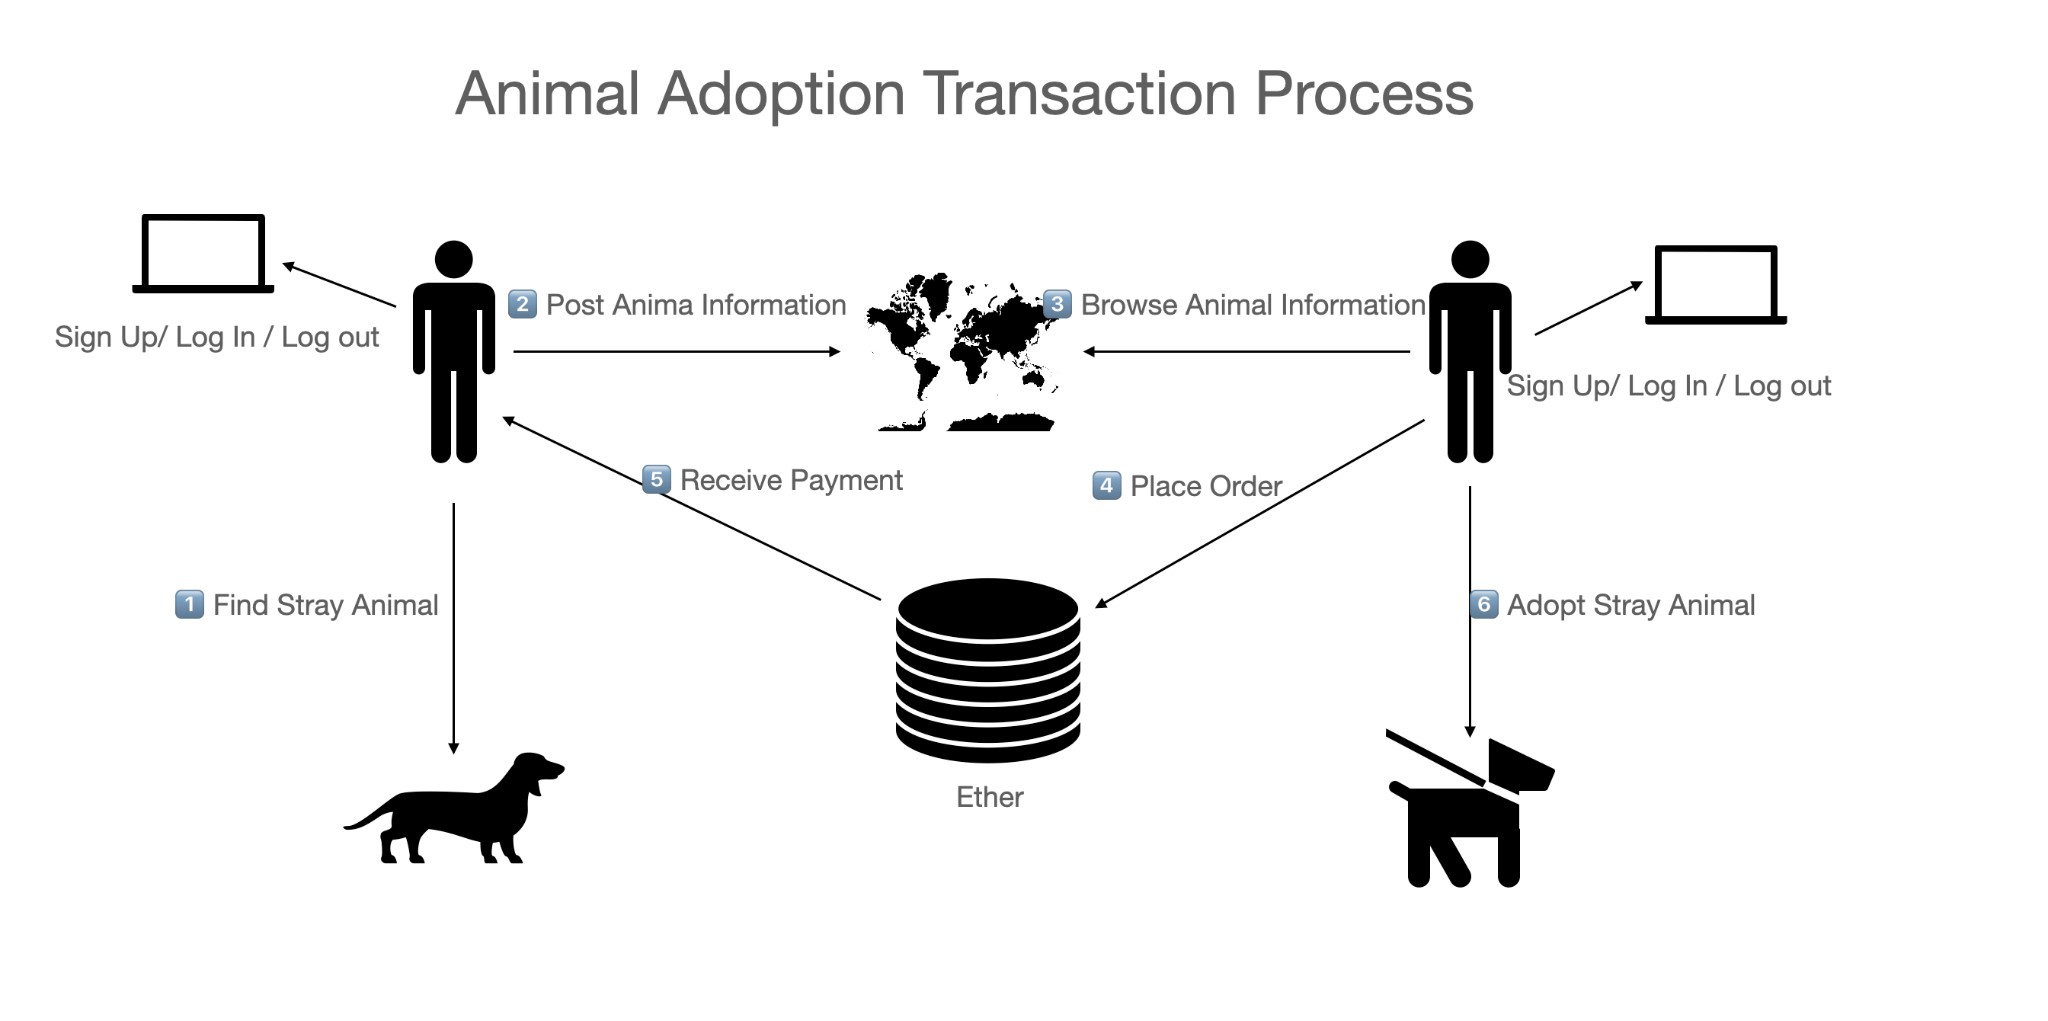 Animal Adoption Transaction Process
Sign Up/ Log In / Log out
2 Post Anima Information
3 Browse Animal Information
Sign Up/ Log In / Log out
5 Receive Payment
4 Place Order
1 Find Stray Animal
6 Adopt Stray Animal
Ether